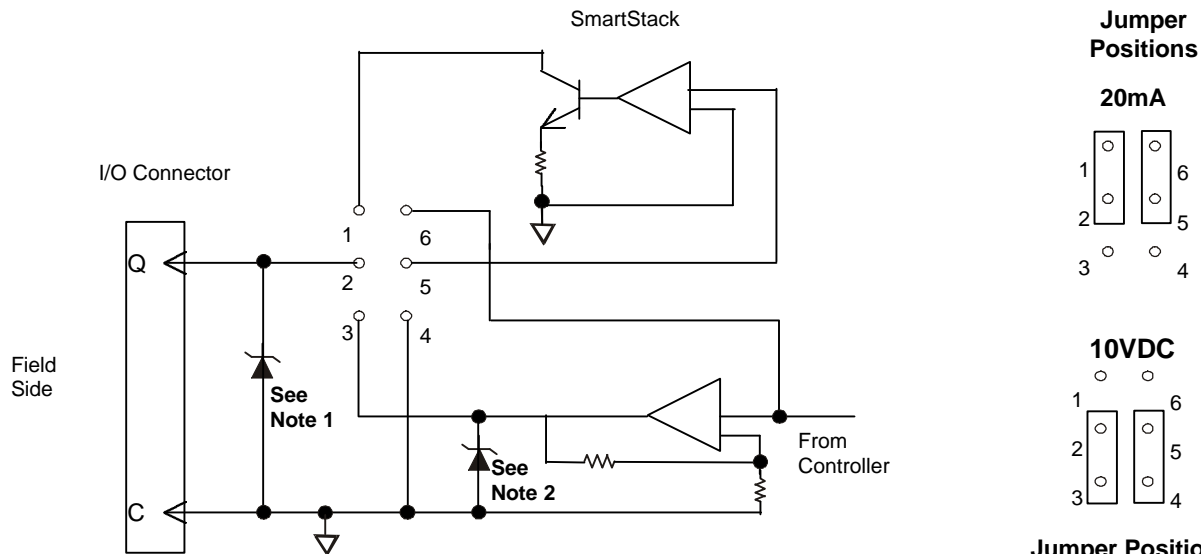 SmartStack
I/O Connector
Q
C
Field
Side
1
2
3
6
5
4
See
Note 1
See
Note 2
From
Controller
Jumper
Positions
20mA
1
2
3
6
5
4
10VDC
1
2
3
6
5
4